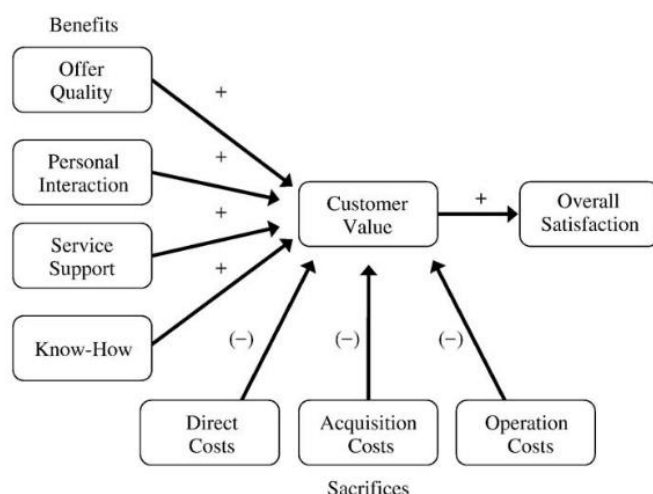 Benefits
Offer
Quality
+
Personal
Interaction
+
Service
Support
+
Know-How
+
Customer
Value
+
Overall
Satisfaction
(−)
(−)
(−)
Direct
Costs
Acquisition
Costs
Operation
Costs
Sacrifices